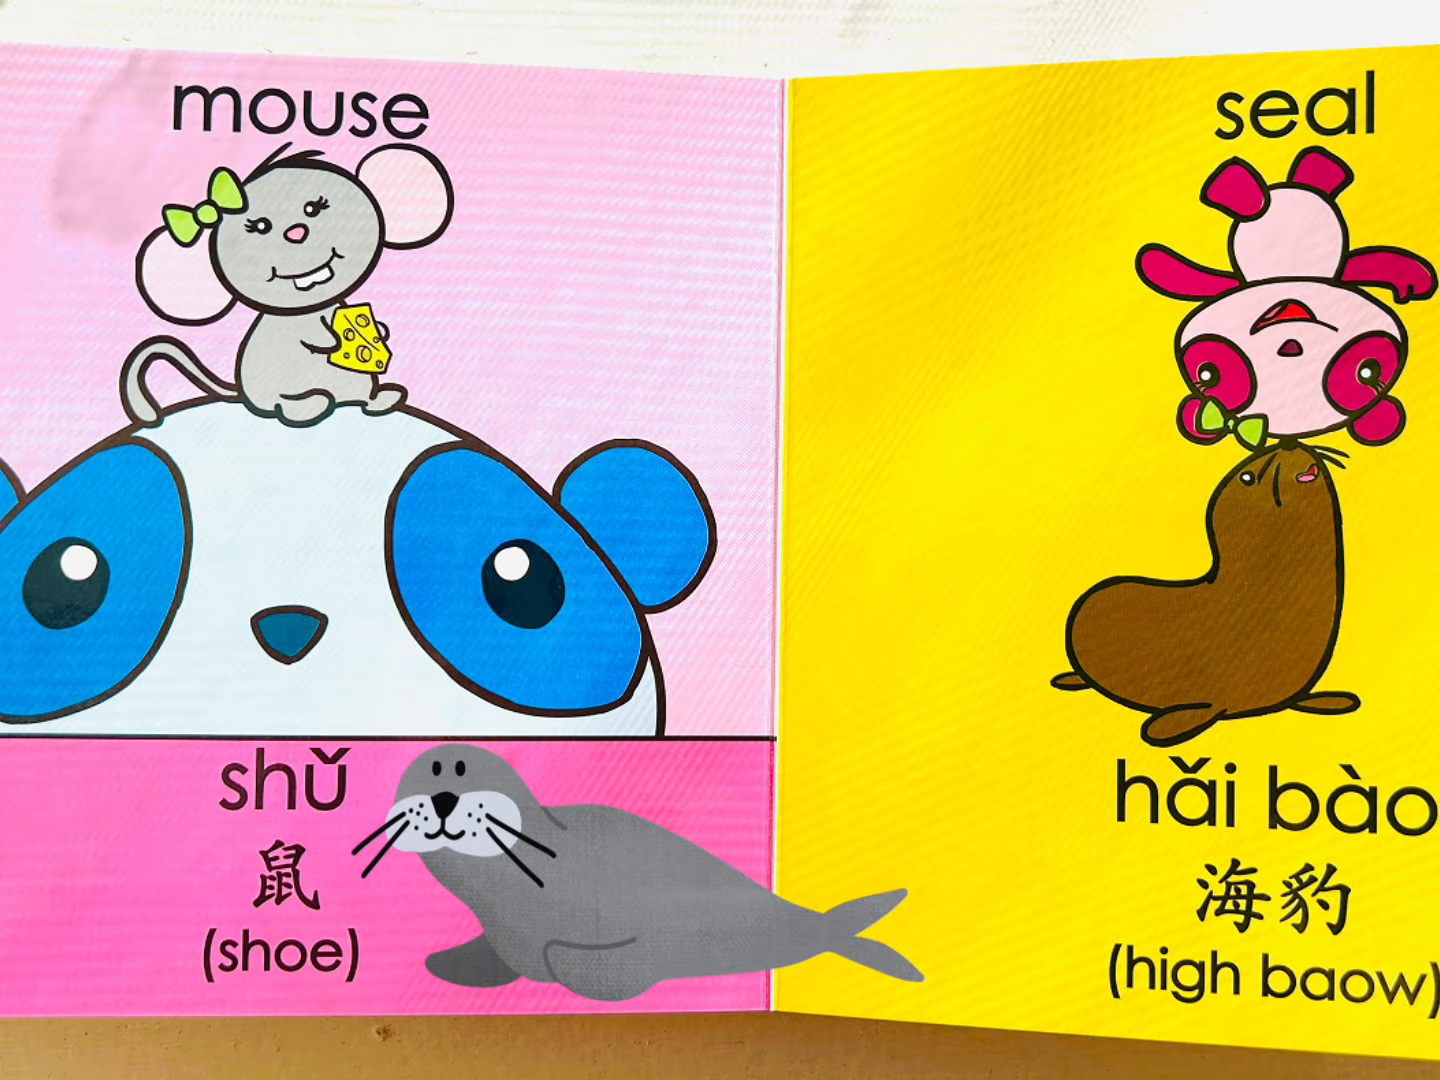 mouse
shǔ
鼠
(shoe)
seal
hǎi bào
海豹
(high baow)